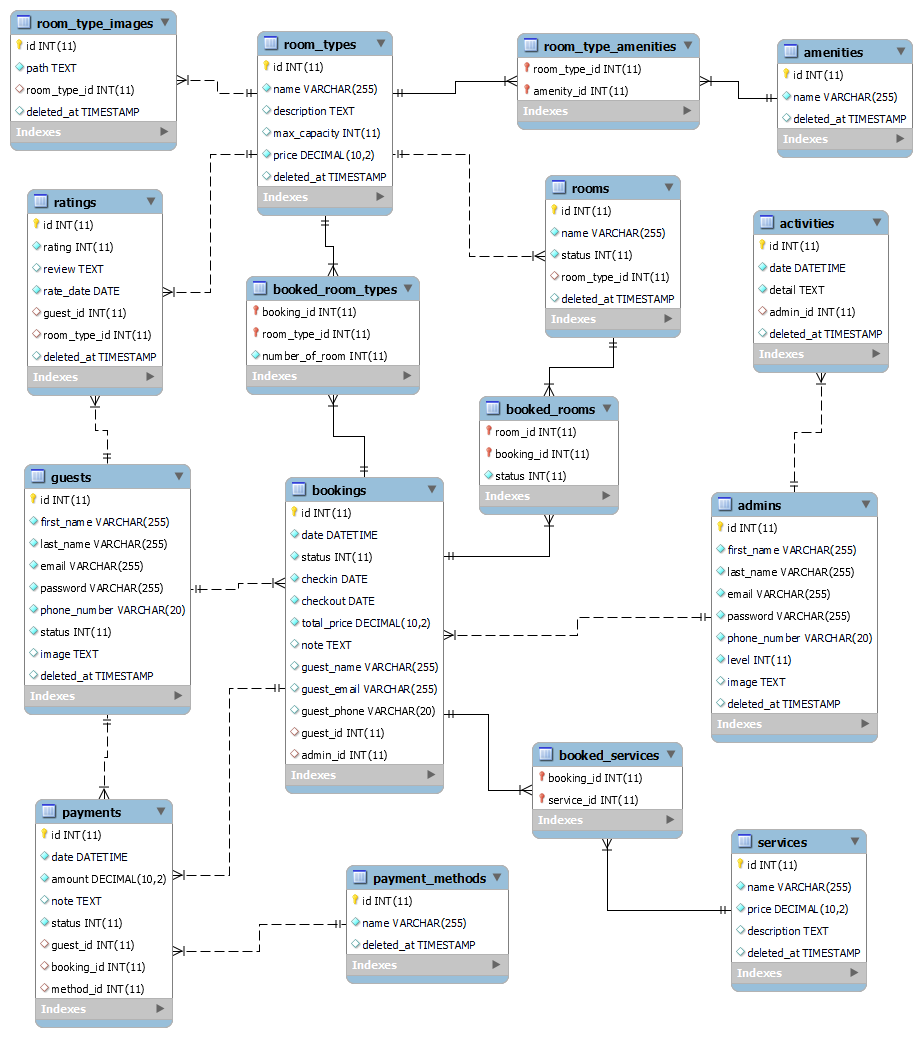 room_type_images
id INT(11)
path TEXT
room_type_id INT(11)
deleted_at TIMESTAMP
Indexes
room_types
id INT(11)
name VARCHAR(255)
description TEXT
max_capacity INT(11)
price DECIMAL(10,2)
deleted_at TIMESTAMP
Indexes
room_type_amenities
room_type_id INT(11)
amenity_id INT(11)
Indexes
amenities
id INT(11)
name VARCHAR(255)
deleted_at TIMESTAMP
Indexes
ratings
id INT(11)
rating INT(11)
review TEXT
rate_date DATE
guest_id INT(11)
room_type_id INT(11)
deleted_at TIMESTAMP
Indexes
booked_room_types
booking_id INT(11)
room_type_id INT(11)
number_of_room INT(11)
Indexes
rooms
id INT(11)
name VARCHAR(255)
status INT(11)
room_type_id INT(11)
deleted_at TIMESTAMP
Indexes
activities
id INT(11)
date DATETIME
detail TEXT
admin_id INT(11)
deleted_at TIMESTAMP
Indexes
booked_rooms
room_id INT(11)
booking_id INT(11)
status INT(11)
Indexes
guests
id INT(11)
first_name VARCHAR(255)
last_name VARCHAR(255)
email VARCHAR(255)
password VARCHAR(255)
phone_number VARCHAR(20)
status INT(11)
image TEXT
deleted_at TIMESTAMP
Indexes
bookings
id INT(11)
date DATETIME
status INT(11)
checkin DATE
checkout DATE
total_price DECIMAL(10,2)
note TEXT
guest_name VARCHAR(255)
guest_email VARCHAR(255)
guest_phone VARCHAR(20)
guest_id INT(11)
admin_id INT(11)
Indexes
admins
id INT(11)
first_name VARCHAR(255)
last_name VARCHAR(255)
email VARCHAR(255)
password VARCHAR(255)
phone_number VARCHAR(20)
level INT(11)
image TEXT
deleted_at TIMESTAMP
Indexes
booked_services
booking_id INT(11)
service_id INT(11)
Indexes
payments
id INT(11)
date DATETIME
amount DECIMAL(10,2)
note TEXT
status INT(11)
guest_id INT(11)
booking_id INT(11)
method_id INT(11)
Indexes
payment_methods
id INT(11)
name VARCHAR(255)
deleted_at TIMESTAMP
Indexes
services
id INT(11)
name VARCHAR(255)
price DECIMAL(10,2)
description TEXT
deleted_at TIMESTAMP
Indexes